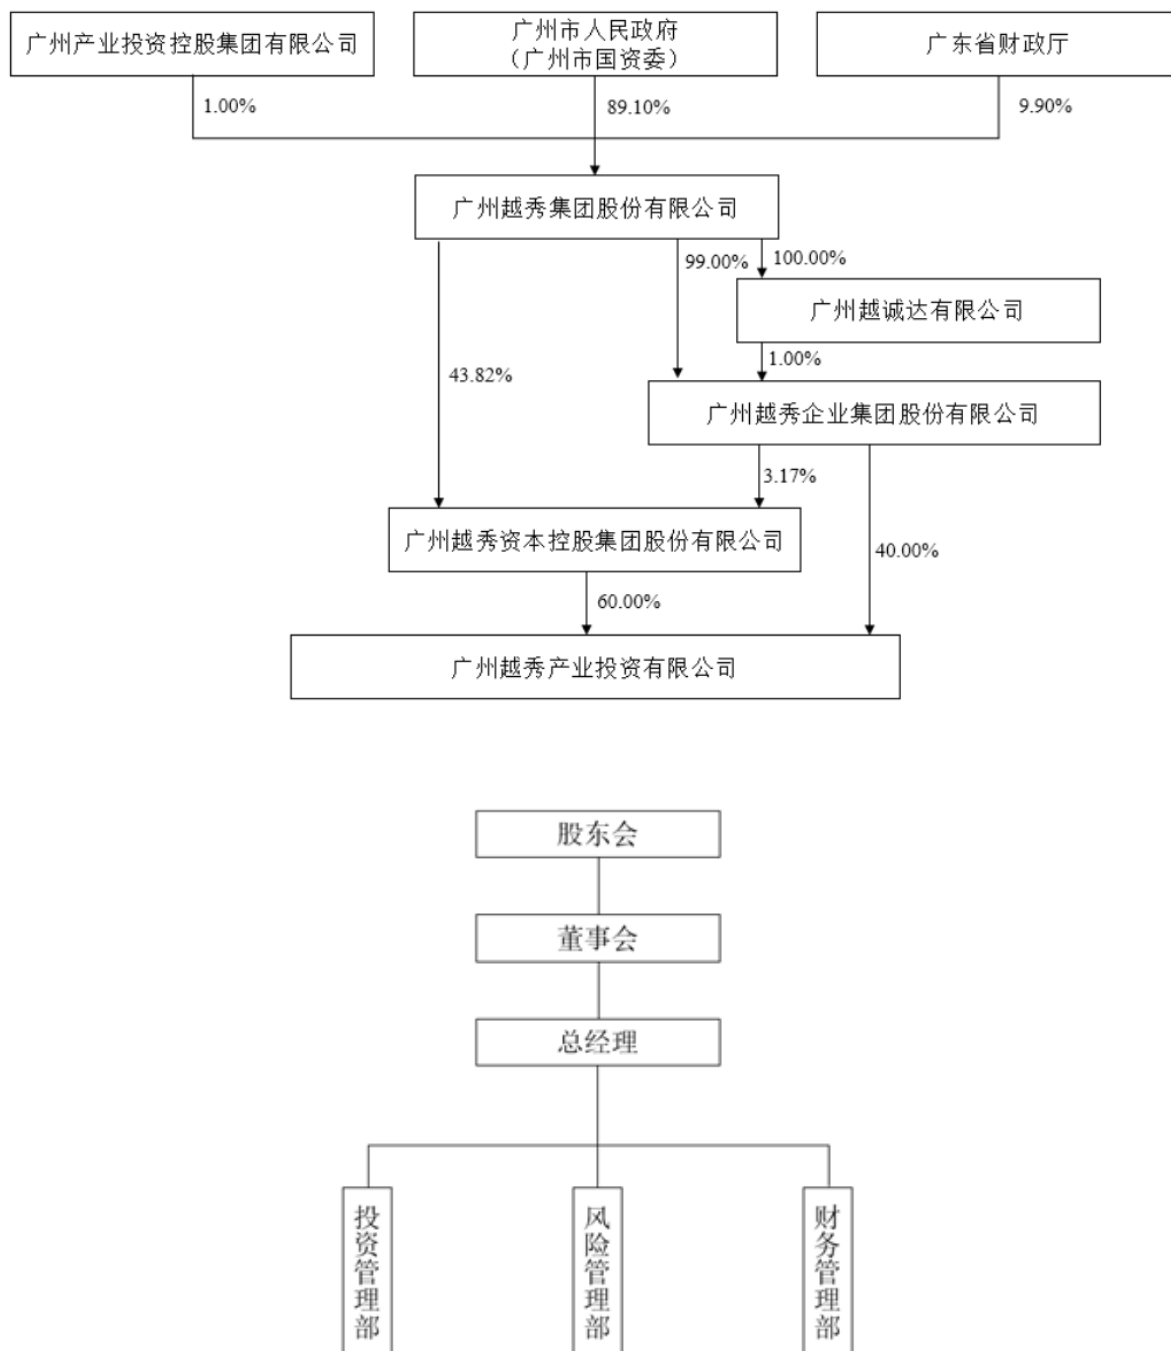 广州产业投资控股集团有限公司
广州市人民政府
（广州市国资委）
广东省财政厅
1.00%
89.10%
9.90%
广州越秀集团股份有限公司
99.00%
100.00%
广州越诚达有限公司
1.00%
43.82%
广州越秀企业集团股份有限公司
3.17%
广州越秀资本控股集团股份有限公司
40.00%
60.00%
广州越秀产业投资有限公司
股东会
董事会
总经理
投资管理部
风险管理部
财务管理部